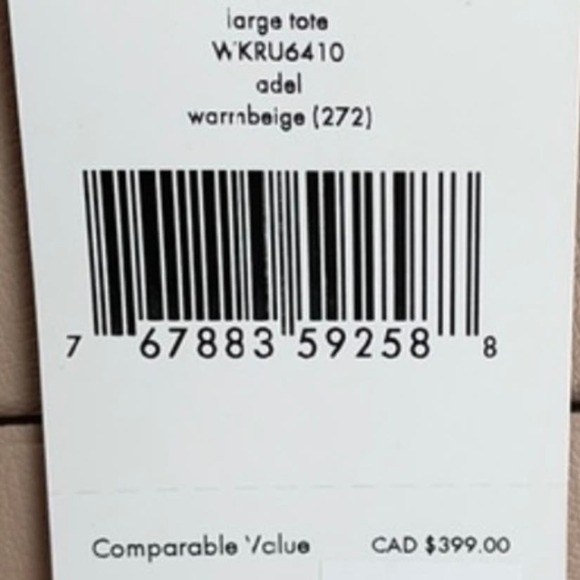 large tote
WKRU6410
adel
warmbeige (272)
7 67883 59258 8
Comparable Value CAD $399.00